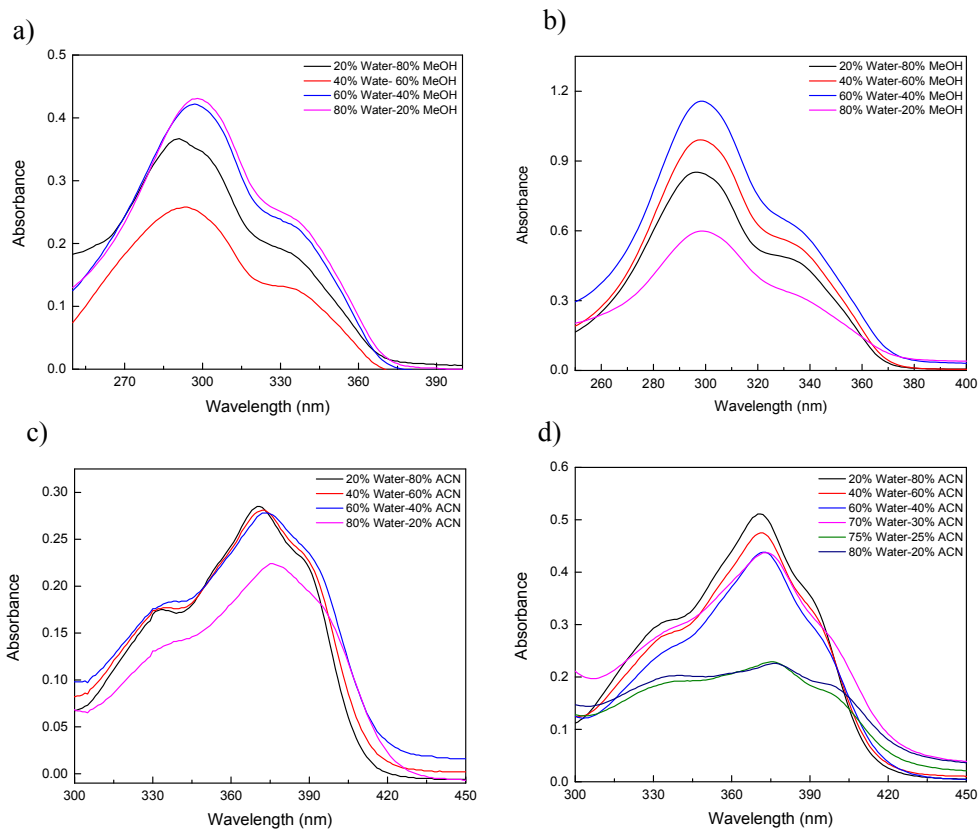 a)
0.5
0.4
0.3
0.2
0.1
0.0
270
300
330
360
390
Absorbance
Wavelength (nm)
20% Water-80% MeOH
40% Wate- 60% MeOH
60% Water-40% MeOH
80% Water-20% MeOH
b)
1.2
0.9
0.6
0.3
0.0
260
280
300
320
340
360
380
400
Absorbance
Wavelength (nm)
20% Water-80% MeOH
40% Water-60% MeOH
60% Water-40% MeOH
80% Water-20% MeOH
c)
0.30
0.25
0.20
0.15
0.10
0.05
0.00
300
330
360
390
420
450
Absorbance
Wavelength (nm)
20% Water-80% ACN
40% Water-60% ACN
60% Water-40% ACN
80% Water-20% ACN
d)
0.6
0.5
0.4
0.3
0.2
0.1
0.0
300
330
360
390
420
450
Absorbance
Wavelength (nm)
20% Water-80% ACN
40% Water-60% ACN
60% Water-40% ACN
70% Water-30% ACN
75% Water-25% ACN
80% Water-20% ACN